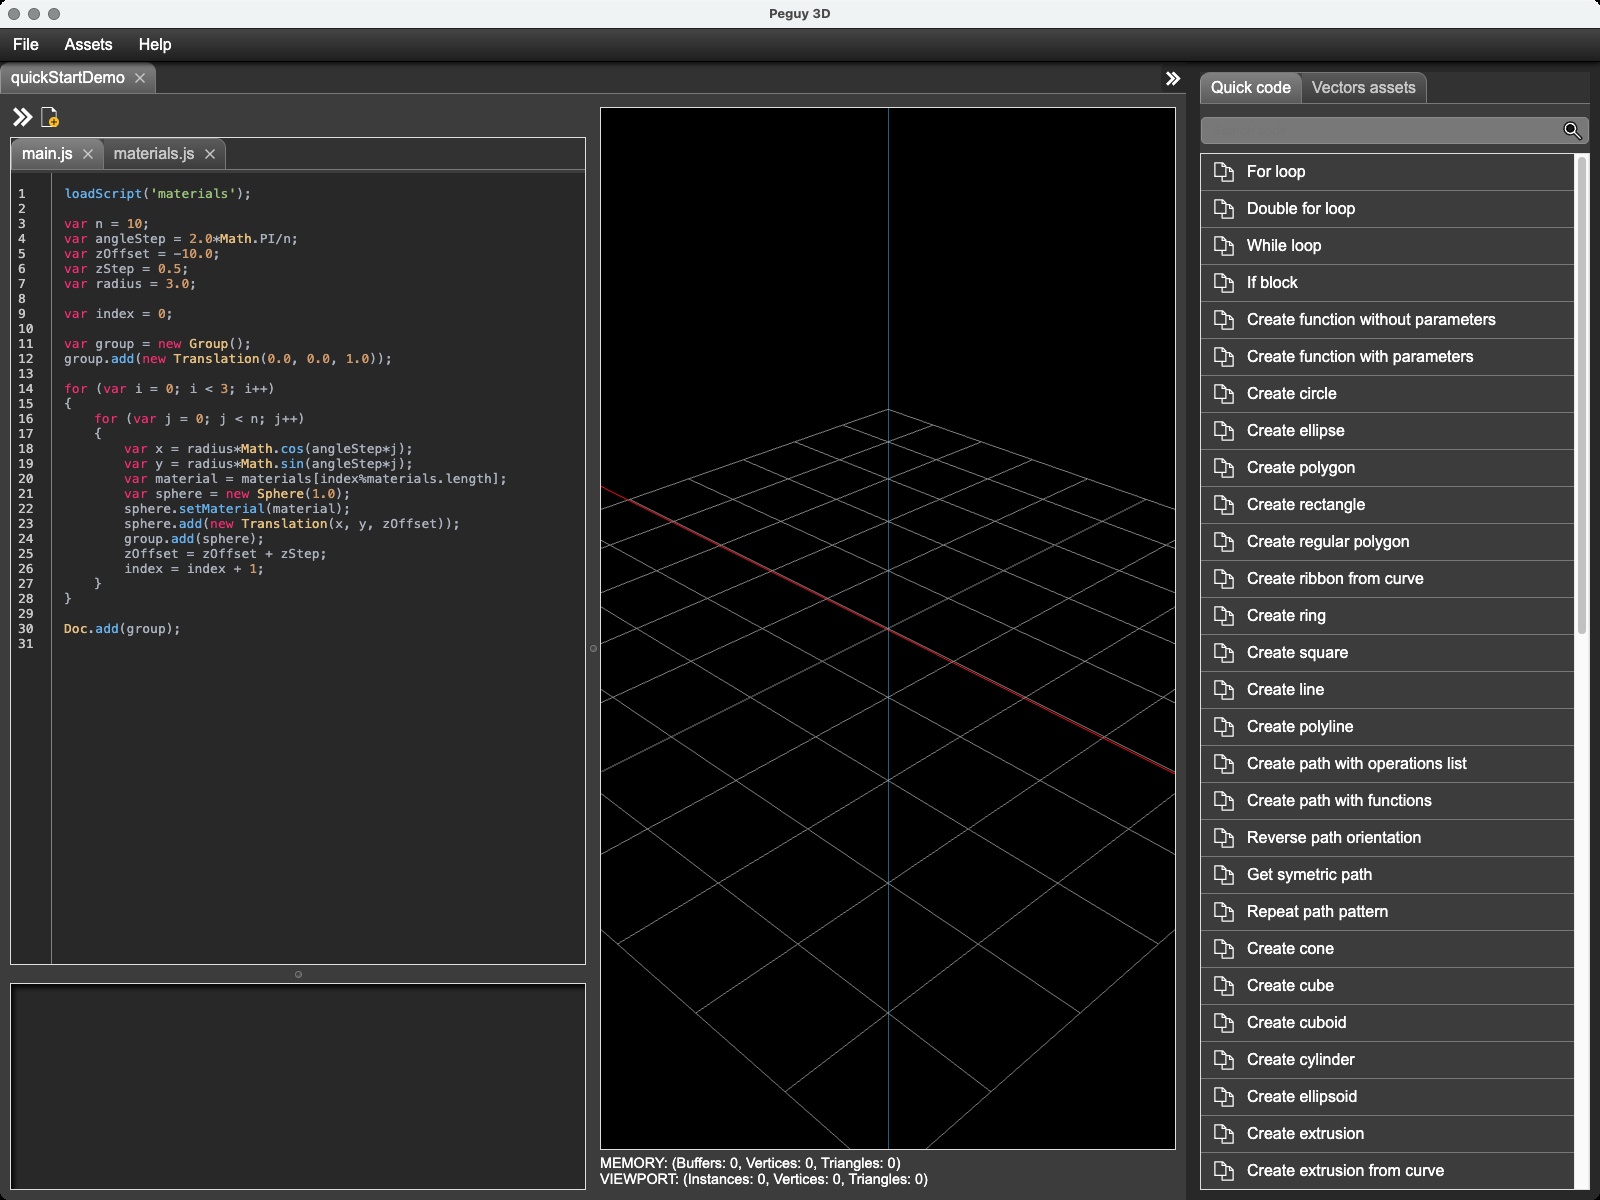 Peguy 3D
File Assets Help
quickStartDemo
main.js materials.js
1 loadScript('materials');
2
3 var n = 10;
4 var angleStep = 2.0*Math.PI/n;
5 var zOffset = -10.0;
6 var zStep = 0.5;
7 var radius = 3.0;
8
9 var index = 0;
10
11 var group = new Group();
12 group.add(new Translation(0.0, 0.0, 1.0));
13
14 for (var i = 0; i < 3; i++)
15 {
16     for (var j = 0; j < n; j++)
17     {
18         var x = radius*Math.cos(angleStep*j);
19         var y = radius*Math.sin(angleStep*j);
20         var material = materials[index%materials.length];
21         var sphere = new Sphere(1.0);
22         sphere.setMaterial(material);
23         sphere.add(new Translation(x, y, zOffset));
24         group.add(sphere);
25         zOffset = zOffset + zStep;
26         index = index + 1;
27     }
28 }
29
30 Doc.add(group);
31
MEMORY: (Buffers: 0, Vertices: 0, Triangles: 0)
VIEWPORT: (Instances: 0, Vertices: 0, Triangles: 0)
Quick code Vectors assets
For loop
Double for loop
While loop
If block
Create function without parameters
Create function with parameters
Create circle
Create ellipse
Create polygon
Create rectangle
Create regular polygon
Create ribbon from curve
Create ring
Create square
Create line
Create polyline
Create path with operations list
Create path with functions
Reverse path orientation
Get symetric path
Repeat path pattern
Create cone
Create cube
Create cuboid
Create cylinder
Create ellipsoid
Create extrusion
Create extrusion from curve